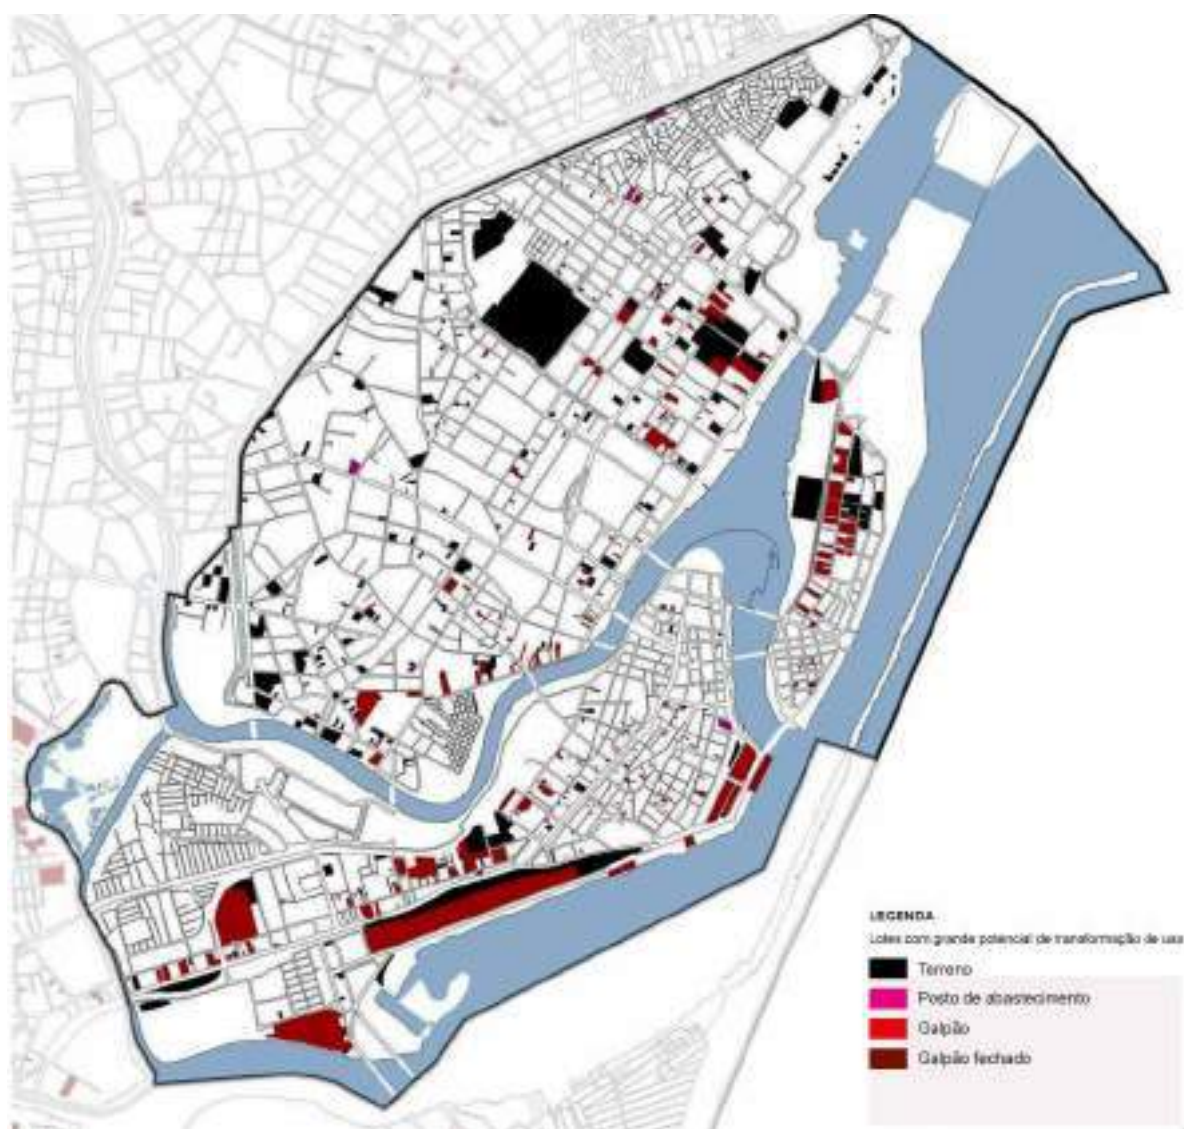 LEGENDA
Lotes com grande potencial de transformação de uso
Terreno
Posto de abastecimento
Galpão
Galpão fechado